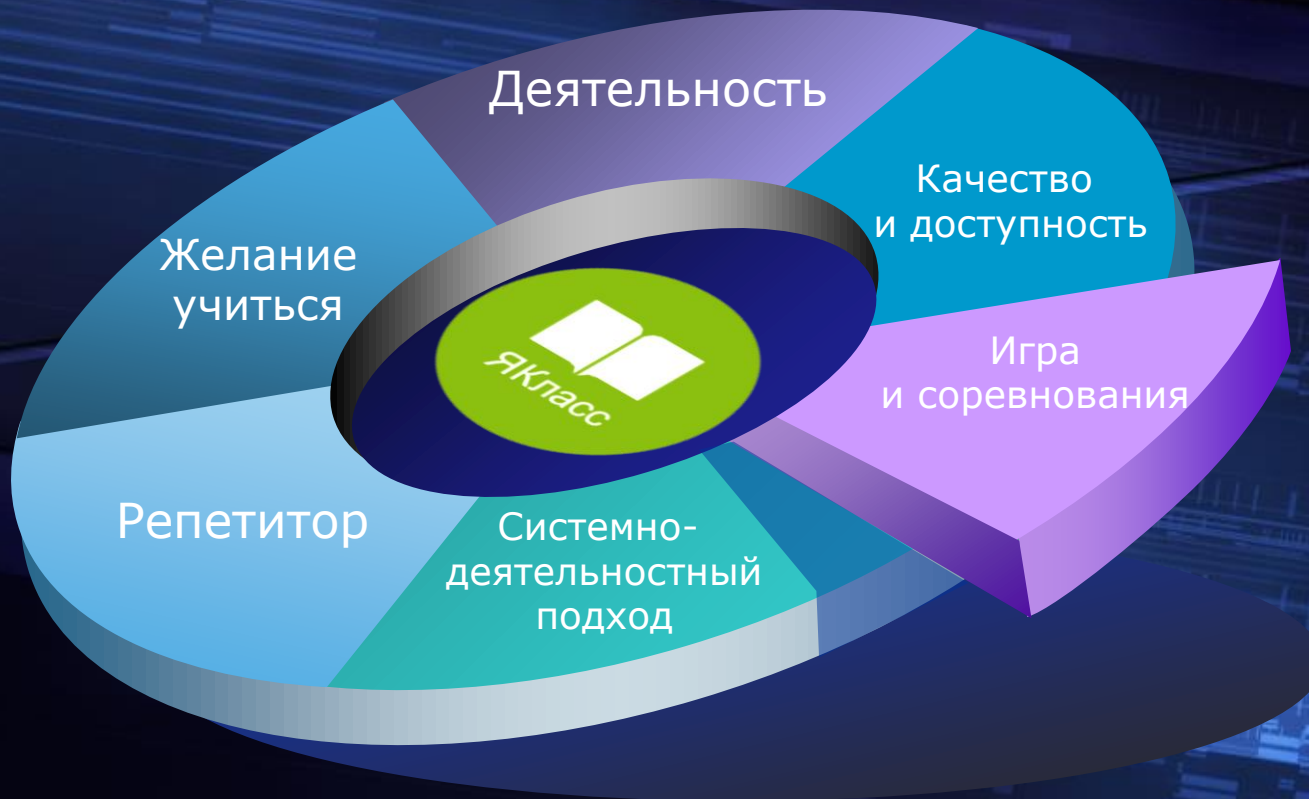 Деятельность
Качество
и доступность
Желание
учиться
Игра
и соревнования
ЯКласс
Репетитор
Системно-
деятельностный
подход